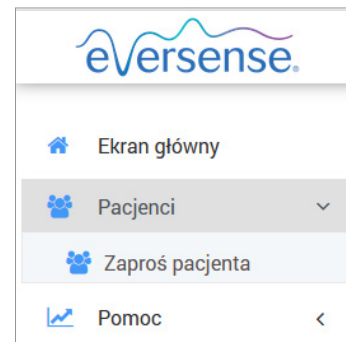 eversense®
Ekran główny
Pacjenci
Zaproś pacjenta
Pomoc